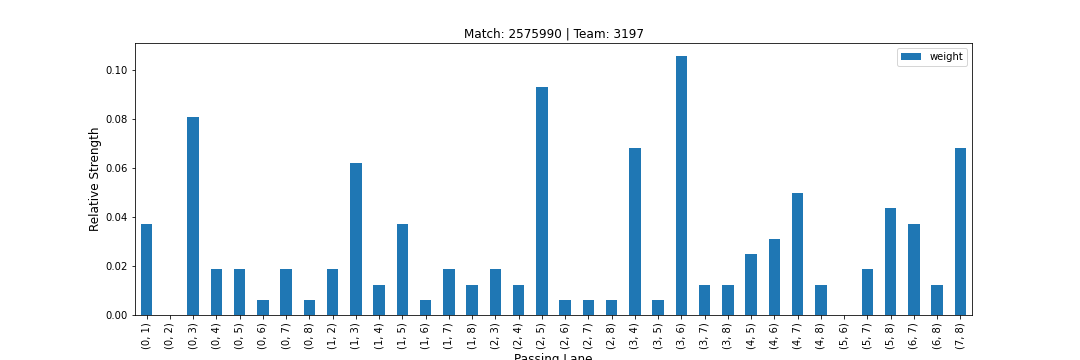 Match: 2575990 | Team: 3197
weight
Relative Strength
0.10
0.08
0.06
0.04
0.02
0.00
(0, 1) (0, 2) (0, 3) (0, 4) (0, 5) (0, 6) (0, 7) (0, 8) (1, 2) (1, 3) (1, 4) (1, 5) (1, 6) (1, 7) (1, 8) (2, 3) (2, 4) (2, 5) (2, 6) (2, 7) (2, 8) (3, 4) (3, 5) (3, 6) (3, 7) (3, 8) (4, 5) (4, 6) (4, 7) (4, 8) (5, 6) (5, 7) (5, 8) (6, 7) (6, 8) (7, 8)
Passing Lane